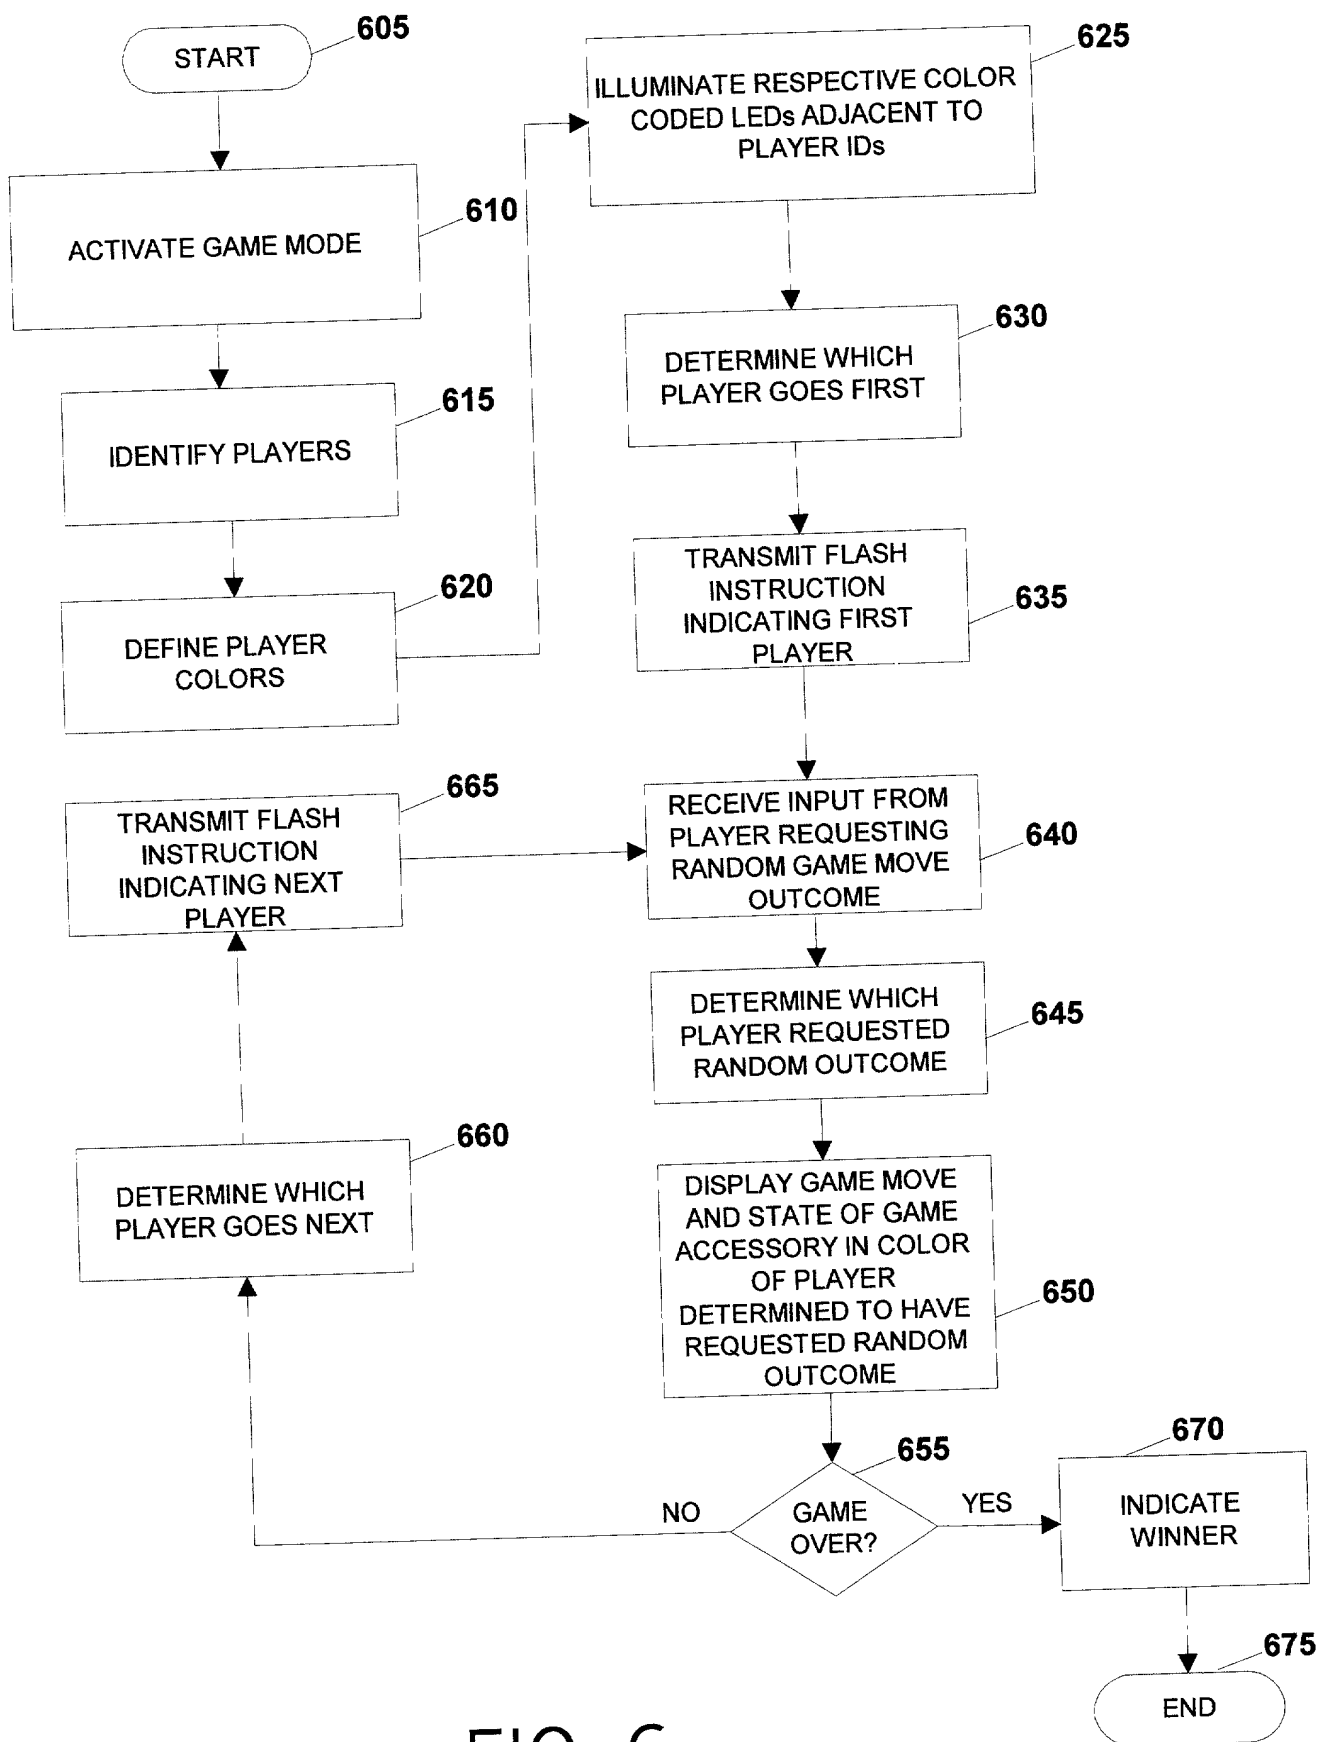 START
605
ACTIVATE GAME MODE
610
IDENTIFY PLAYERS
615
DEFINE PLAYER
COLORS
620
ILLUMINATE RESPECTIVE COLOR
CODED LEDs ADJACENT TO
PLAYER IDs
625
DETERMINE WHICH
PLAYER GOES FIRST
630
TRANSMIT FLASH
INSTRUCTION
INDICATING FIRST
PLAYER
635
RECEIVE INPUT FROM
PLAYER REQUESTING
RANDOM GAME MOVE
OUTCOME
640
DETERMINE WHICH
PLAYER REQUESTED
RANDOM OUTCOME
645
DISPLAY GAME MOVE
AND STATE OF GAME
ACCESSORY IN COLOR
OF PLAYER
DETERMINED TO HAVE
REQUESTED RANDOM
OUTCOME
650
GAME
OVER?
655
NO
YES
DETERMINE WHICH
PLAYER GOES NEXT
660
TRANSMIT FLASH
INSTRUCTION
INDICATING NEXT
PLAYER
665
INDICATE
WINNER
670
END
675